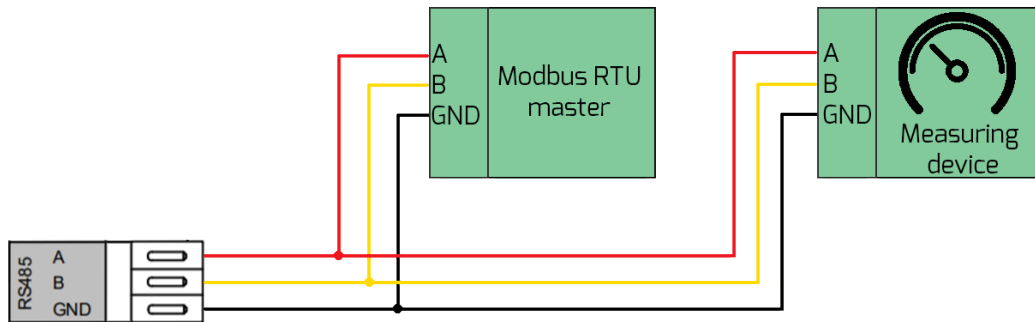 A
B
GND
Modbus RTU
master
A
B
GND
Measuring
device
RS485
A
B
GND